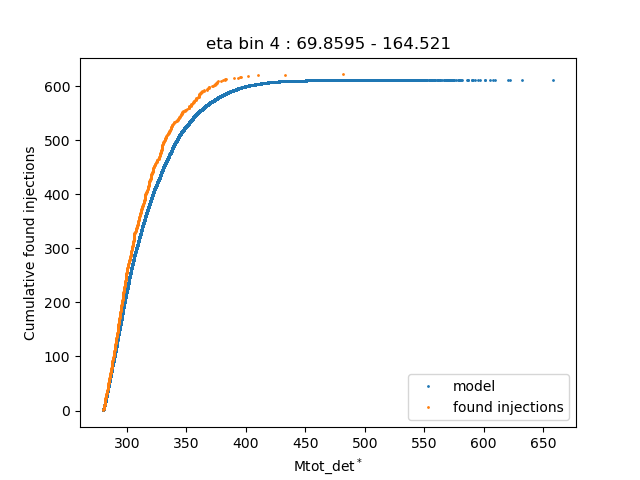 eta bin 4 : 69.8595 - 164.521
Cumulative found injections
600
500
400
300
200
100
0
300 350 400 450 500 550 600 650
Mtot_det*
model
found injections